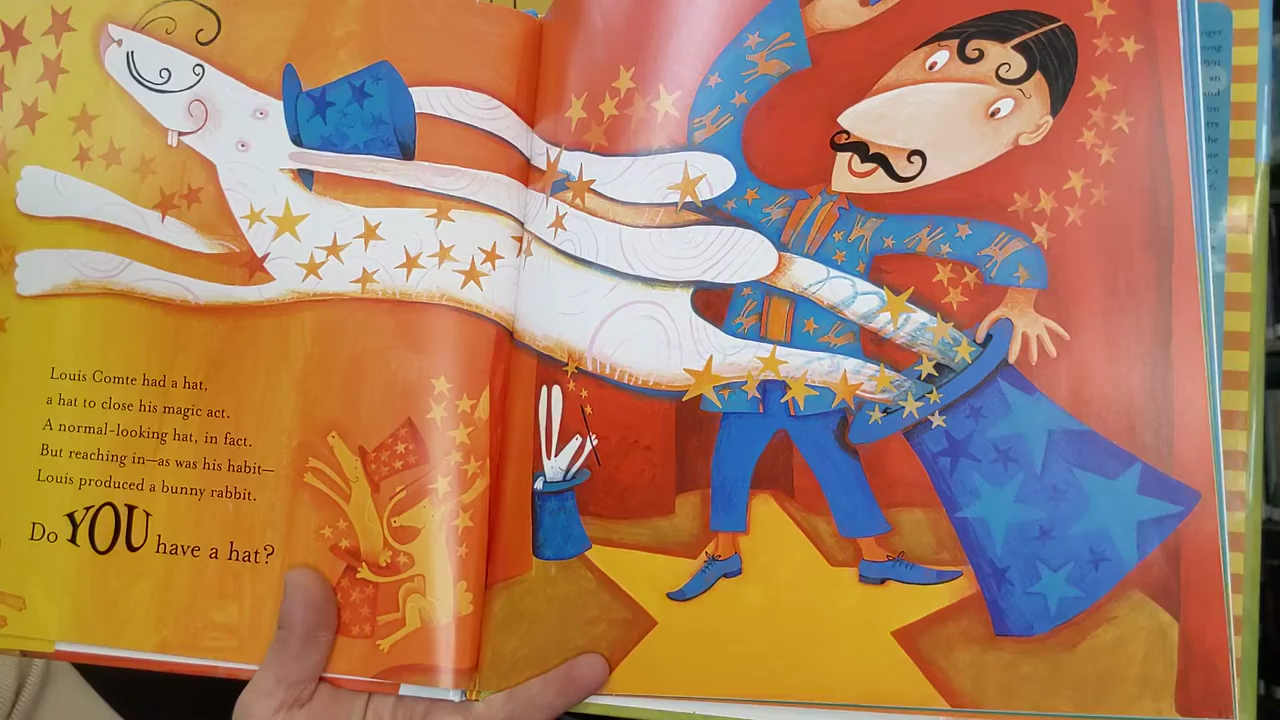 Louis Comte had a hat,
a hat to close his magic act.
A normal-looking hat, in fact.
But reaching in—as was his habit—
Louis produced a bunny rabbit.
Do YOU have a hat?